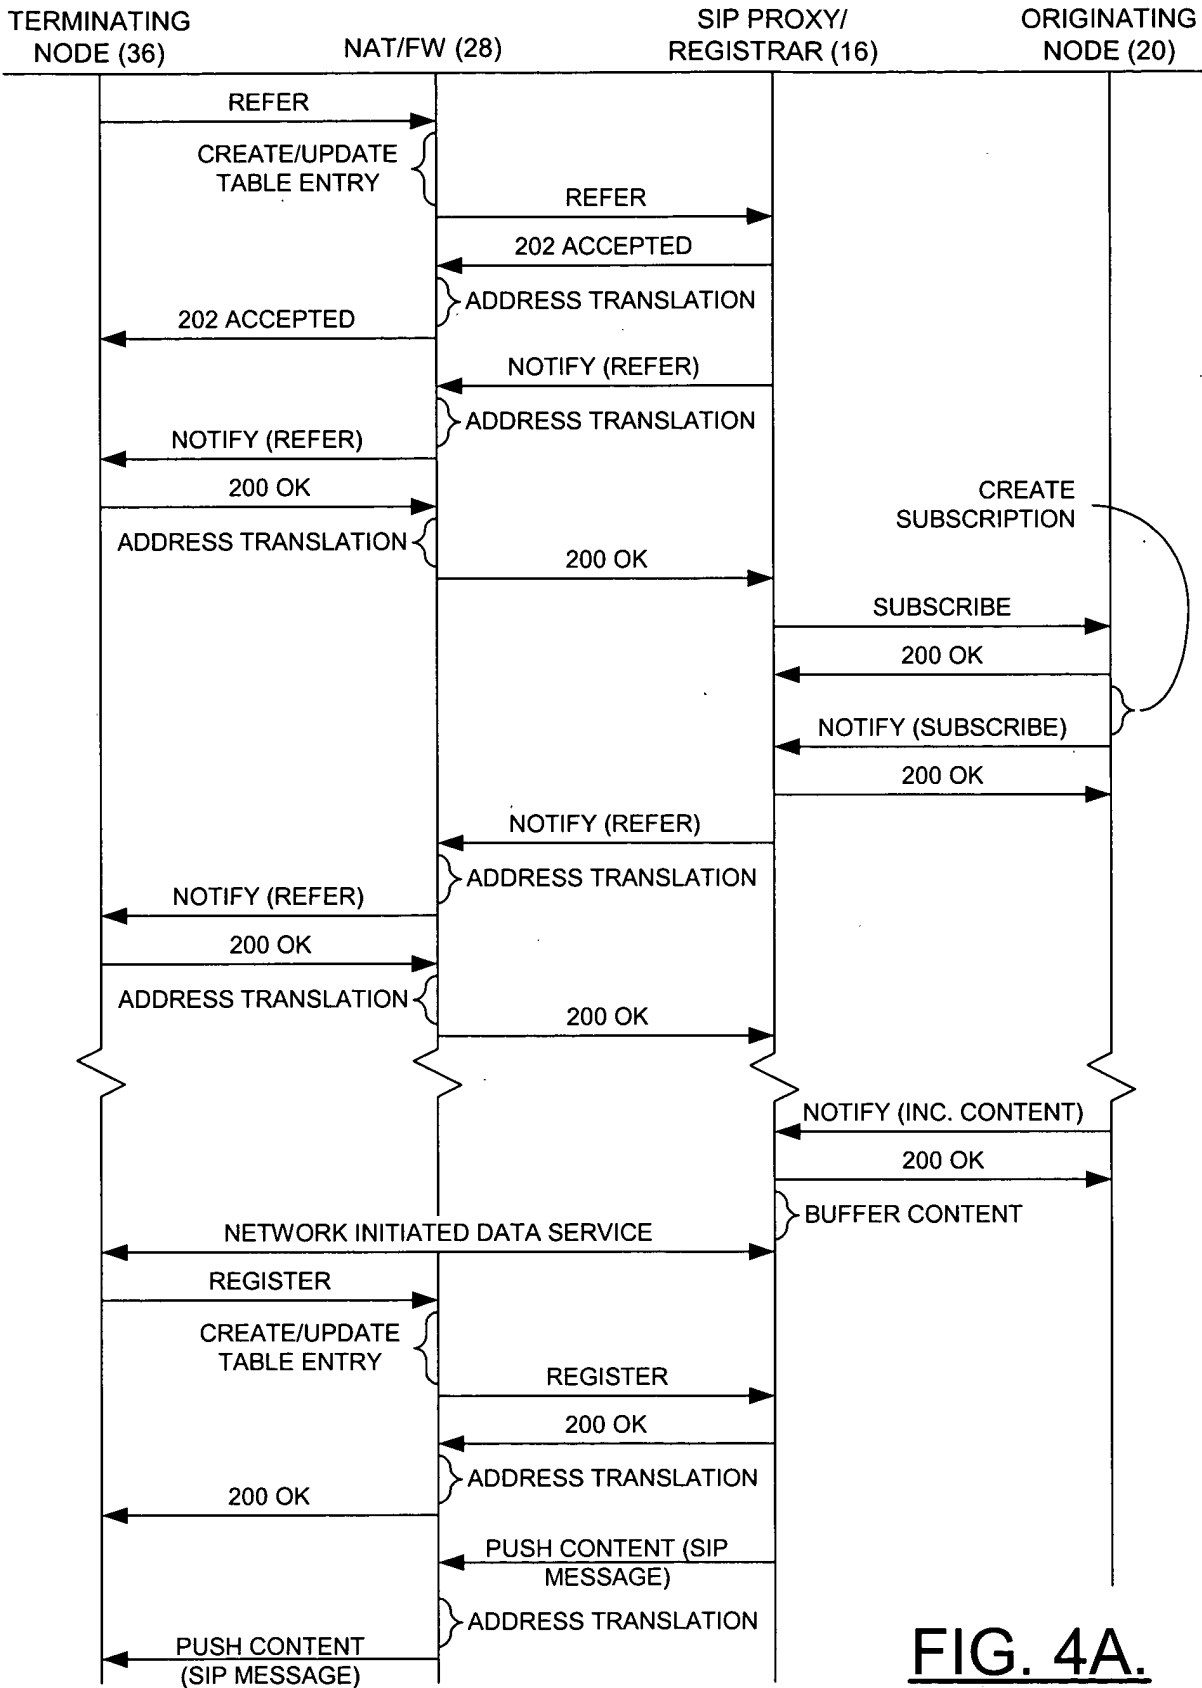 TERMINATING
NODE (36)
NAT/FW (28)
SIP PROXY/
REGISTRAR (16)
ORIGINATING
NODE (20)
REFER
CREATE/UPDATE
TABLE ENTRY
REFER
202 ACCEPTED
ADDRESS TRANSLATION
202 ACCEPTED
NOTIFY (REFER)
ADDRESS TRANSLATION
NOTIFY (REFER)
200 OK
CREATE
SUBSCRIPTION
ADDRESS TRANSLATION
200 OK
SUBSCRIBE
200 OK
NOTIFY (SUBSCRIBE)
200 OK
NOTIFY (REFER)
ADDRESS TRANSLATION
NOTIFY (REFER)
200 OK
ADDRESS TRANSLATION
200 OK
NOTIFY (INC. CONTENT)
200 OK
BUFFER CONTENT
NETWORK INITIATED DATA SERVICE
REGISTER
CREATE/UPDATE
TABLE ENTRY
REGISTER
200 OK
ADDRESS TRANSLATION
200 OK
PUSH CONTENT (SIP
MESSAGE)
ADDRESS TRANSLATION
PUSH CONTENT
(SIP MESSAGE)
FIG. 4A.